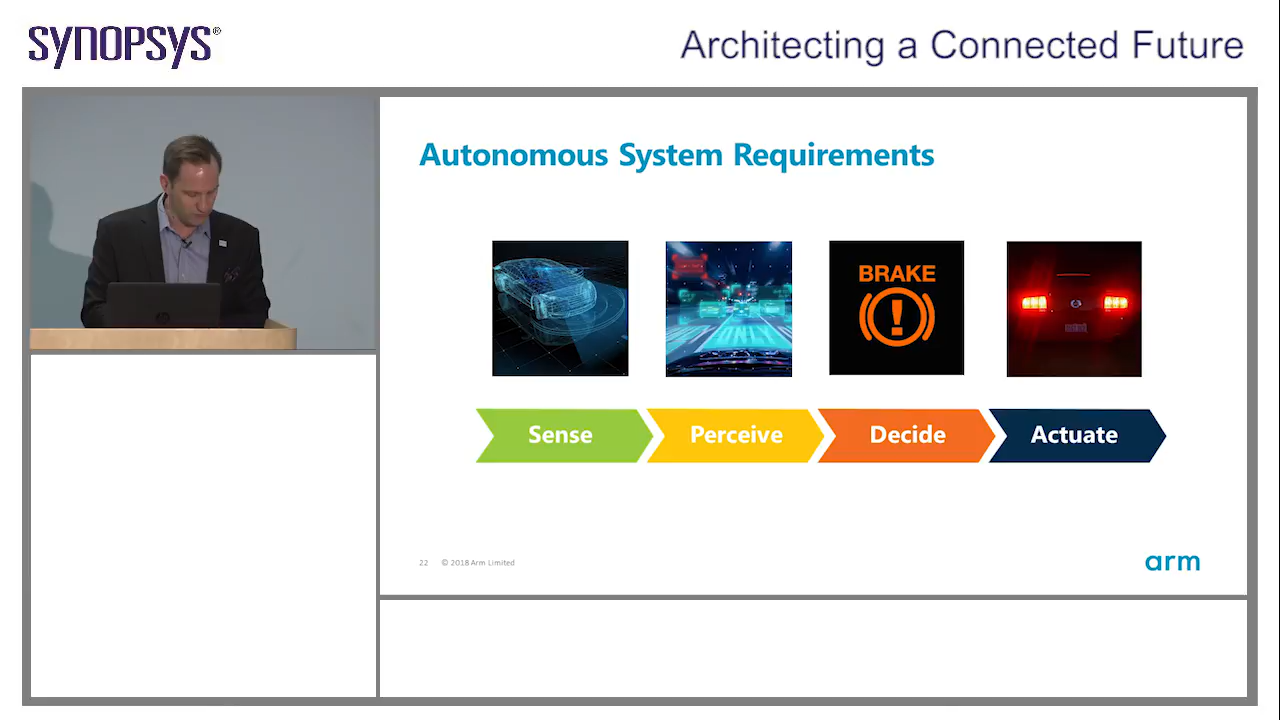 SYNOPSYS®
Architecting a Connected Future
Autonomous System Requirements
BRAKE
!
Sense
Perceive
Decide
Actuate
22 © 2018 Arm Limited
arm